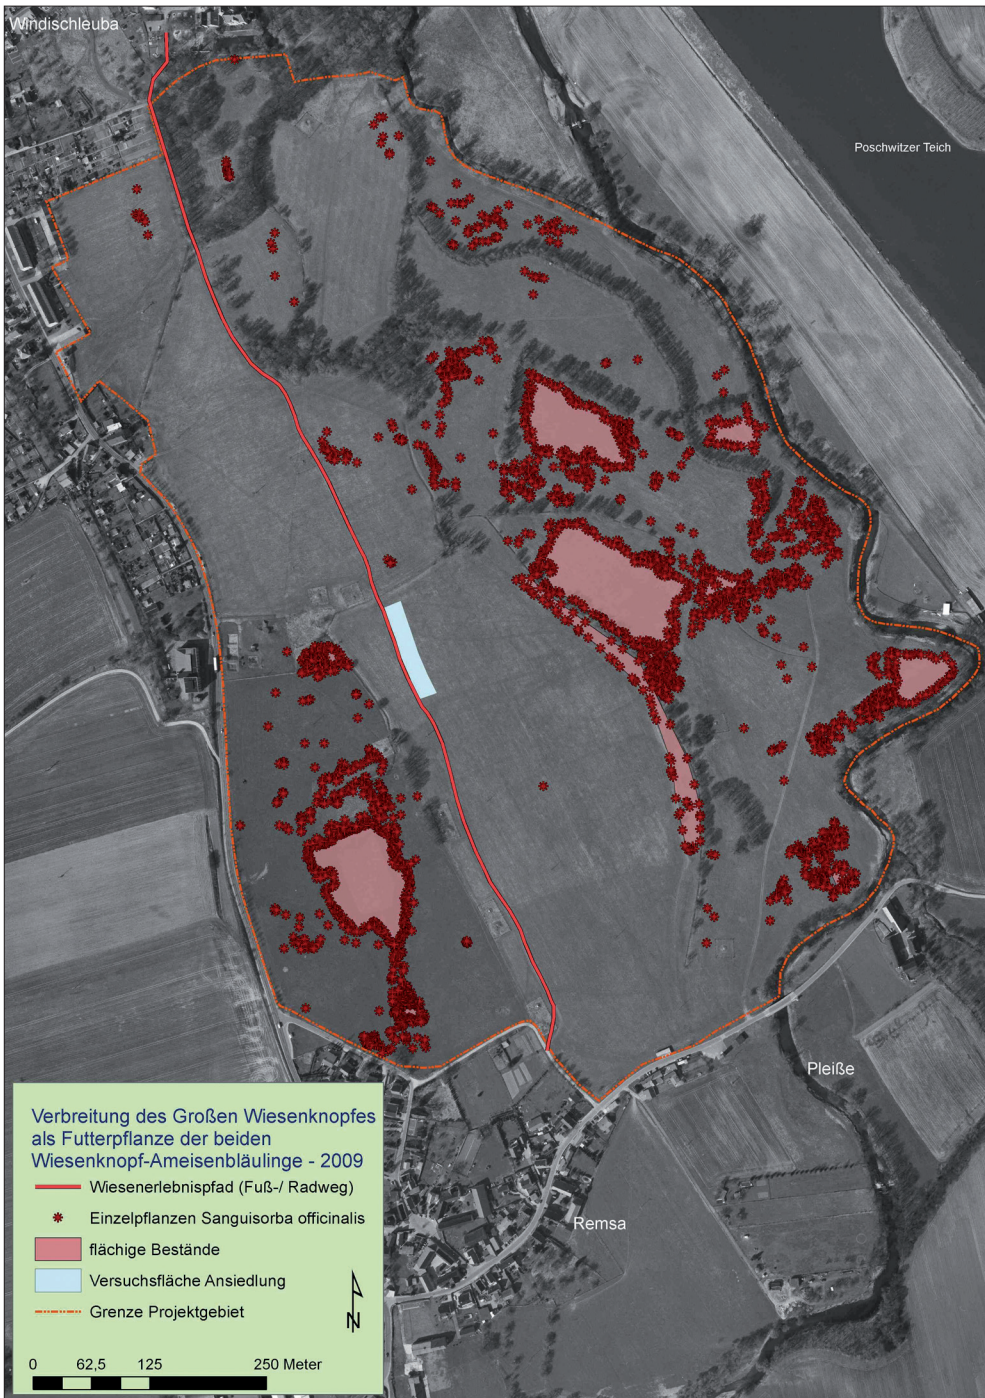 Windischleuba
Poschwitzer Teich
Pleiße
Remsa
Verbreitung des Großen Wiesenknopfes
als Futterpflanze der beiden
Wiesenknopf-Ameisenbläulinge - 2009
Wiesenerlebnispfad (Fuß-/ Radweg)
Einzelpflanzen Sanguisorba officinalis
flächige Bestände
Versuchsfläche Ansiedlung
Grenze Projektgebiet
N
0 62,5 125 250 Meter